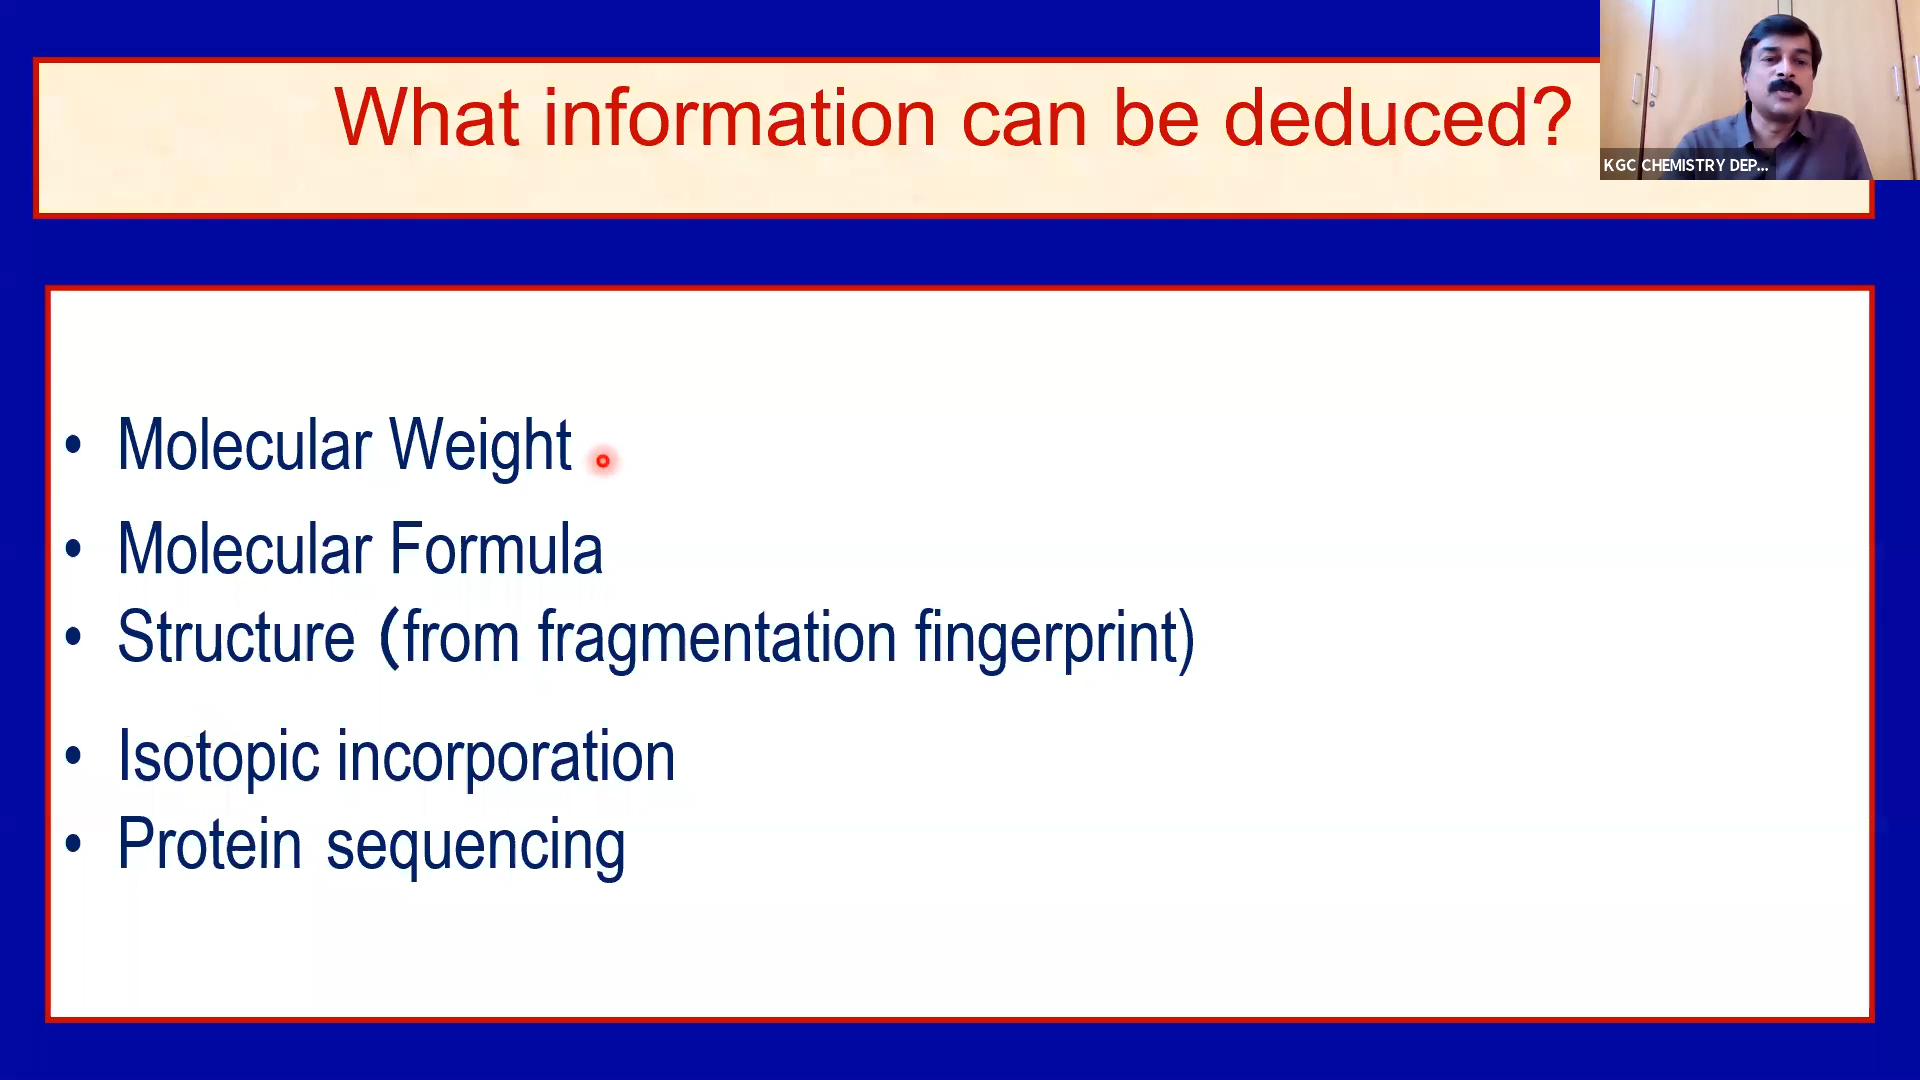 What information can be deduced?
KGC CHEMISTRY DEP...
• Molecular Weight
• Molecular Formula
• Structure (from fragmentation fingerprint)
• Isotopic incorporation
• Protein sequencing